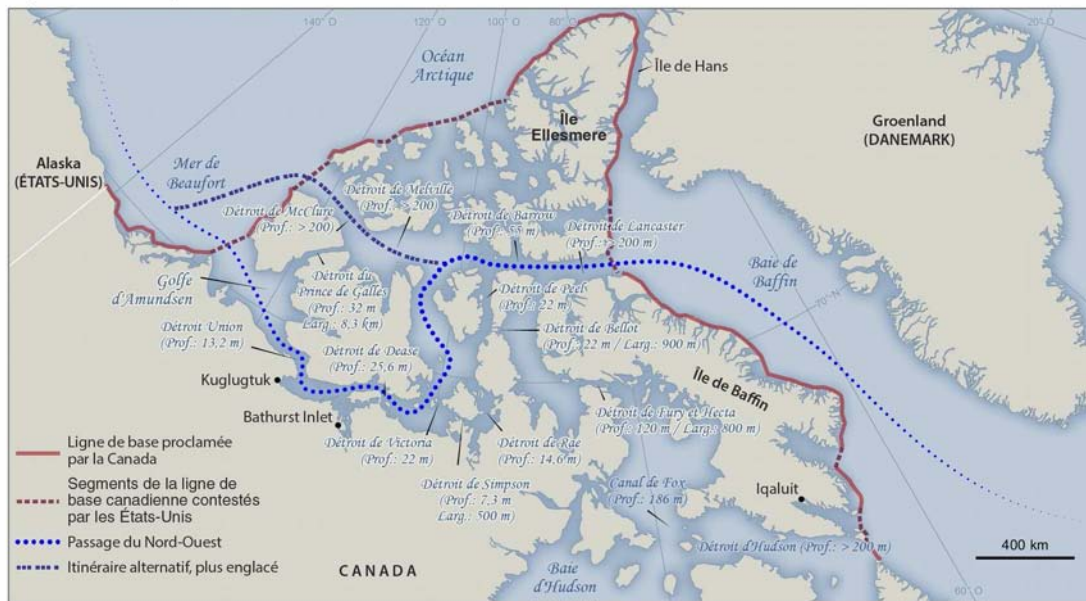 140° O
120° O
100° O
80° O
20° O
Océan
Arctique
Île de Hans
Île
Ellesmere
Groenland
(DANEMARK)
Alaska
(ÉTATS-UNIS)
Mer de
Beaufort
Détroit de McClure
(Prof.: > 200)
Détroit de Melville
(Prof.: > 200)
Détroit de Barrow
(Prof.: 55 m)
Détroit de Lancaster
(Prof.: > 200 m)
Baie de
Baffin
70° N
Golfe
d'Amundsen
Détroit du
Prince de Galles
(Prof.: 32 m
Larg.: 8,3 km)
Détroit de Peels
(Prof.: 22 m)
Détroit de Bellot
(Prof.: 22 m / Larg.: 900 m)
Détroit Union
(Prof.: 13,2 m)
Détroit de Dease
(Prof.: 25,6 m)
Kuglugtuk
Île de Baffin
Bathurst Inlet
Détroit de Fury et Hecla
(Prof.: 120 m / Larg.: 800 m)
Détroit de Victoria
(Prof.: 22 m)
Détroit de Rae
(Prof.: 14,6 m)
Détroit de Simpson
(Prof.: 7,3 m
Larg.: 500 m)
Canal de Fox
(Prof.: 186 m)
Iqaluit
Détroit d'Hudson (Prof.: > 200 m)
Baie
d'Hudson
CANADA
60° O
400 km
Ligne de base proclamée
par la Canada
Segments de la ligne de
base canadienne contestés
par les États-Unis
Passage du Nord-Ouest
Itinéraire alternatif, plus englacé